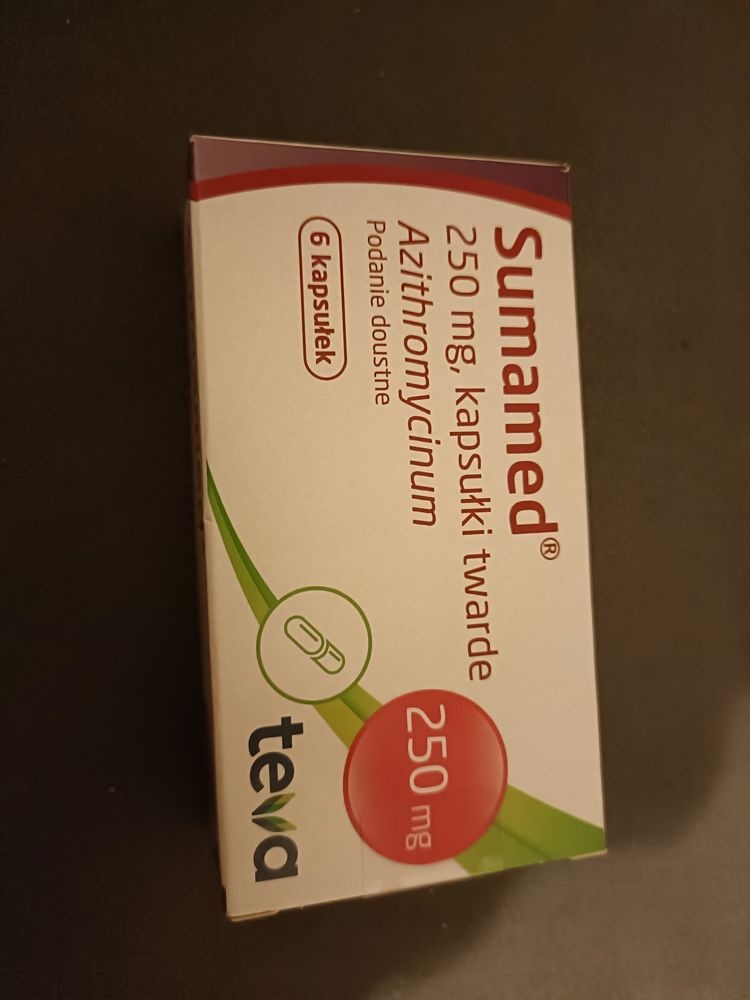 Sumamed®
250 mg, kapsułki twarde
Azithromycinum
Podanie doustne
6 kapsułek
250 mg
teva